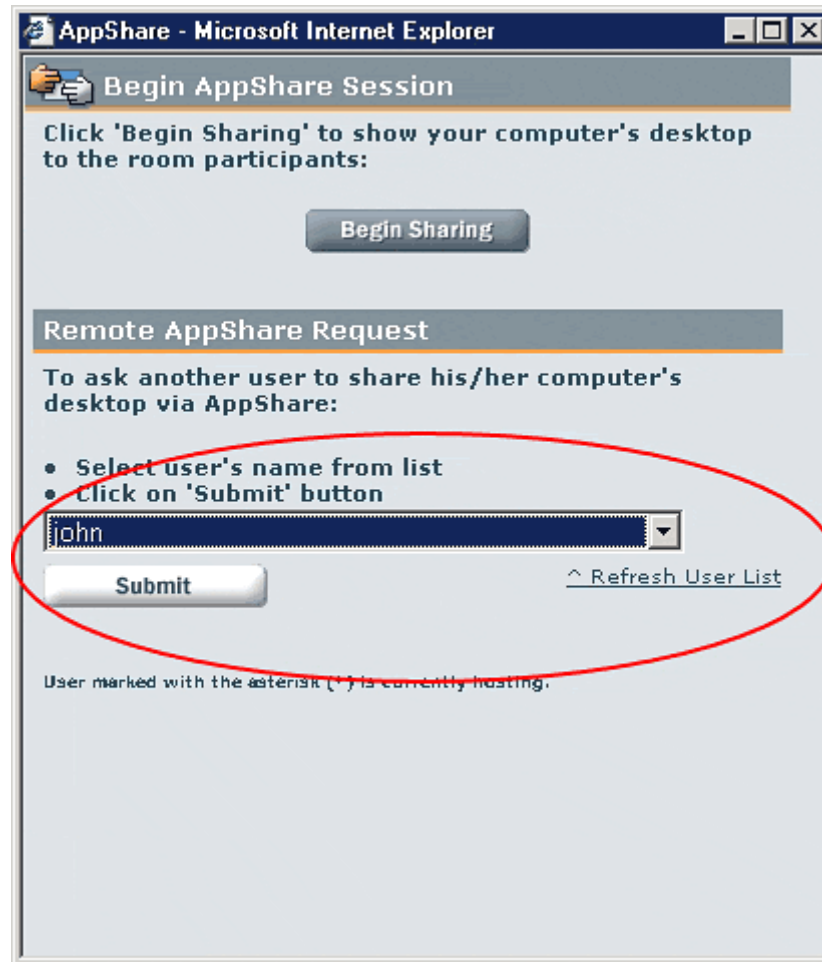 AppShare - Microsoft Internet Explorer
Begin AppShare Session
Click 'Begin Sharing' to show your computer's desktop
to the room participants:
Begin Sharing
Remote AppShare Request
To ask another user to share his/her computer's
desktop via AppShare:
• Select user's name from list
• Click on 'Submit' button
john
Submit
^ Refresh User List
User marked with the asterisk (*) is currently hosting.